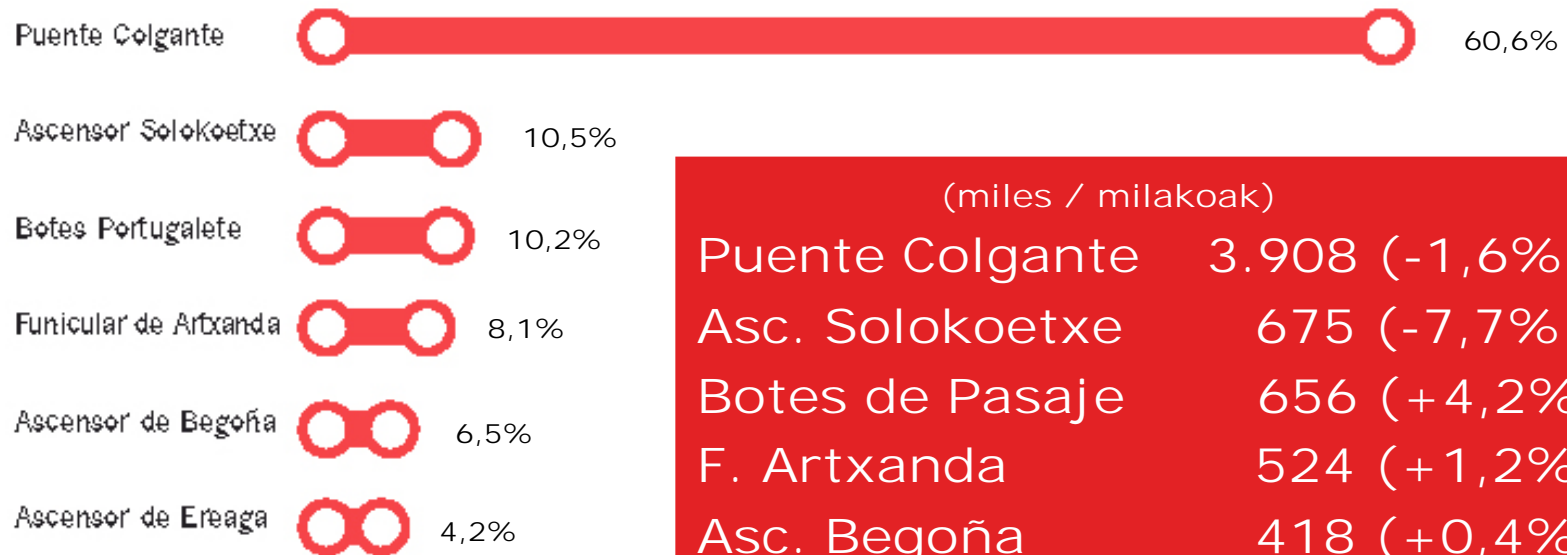 Puente Colgante 60,6%
Ascensor Solokoetxe 10,5%
Botes Portugalete 10,2%
Funicular de Artxanda 8,1%
Ascensor de Begoña 6,5%
Ascensor de Ereaga 4,2%
(miles / milakoak)
Puente Colgante 3.908 (-1,6%
Asc. Solokoetxe 675 (-7,7%
Botes de Pasaje 656 (+4,2%
F. Artxanda 524 (+1,2%
Asc. Begoña 418 (+0,4%